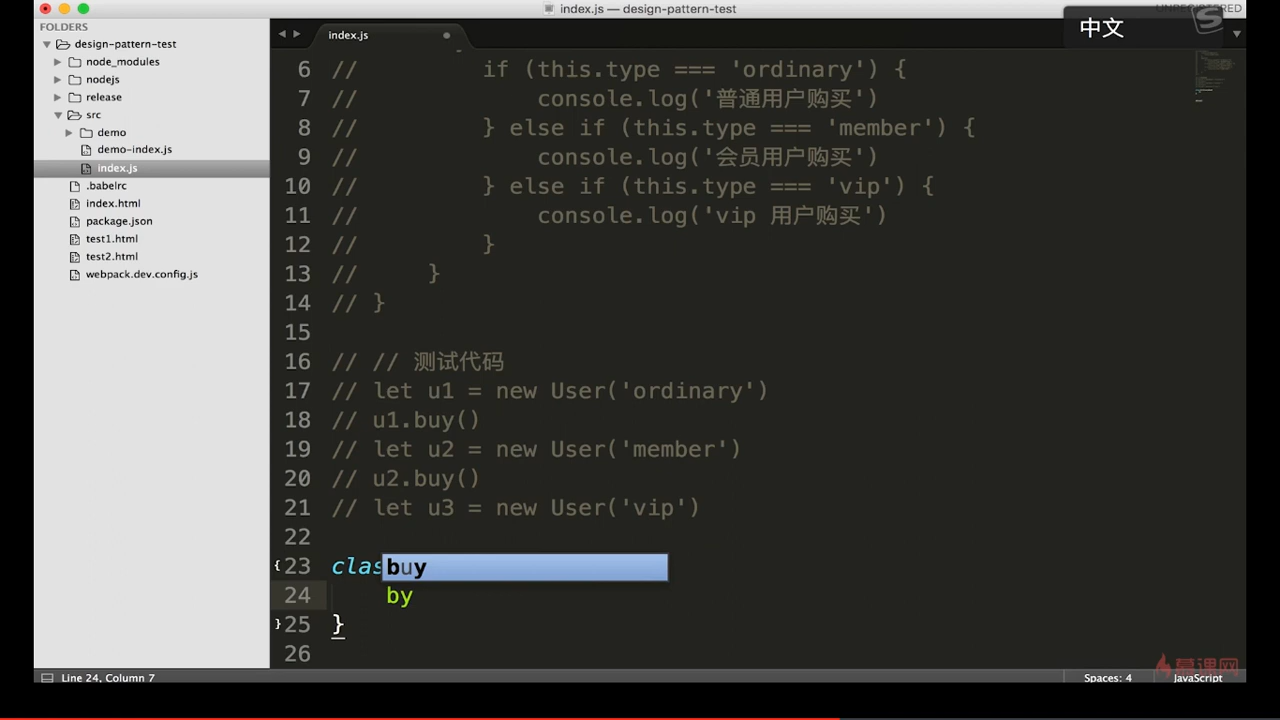 index.js — design-pattern-test
UNREGISTERED
中文
FOLDERS
design-pattern-test
node_modules
nodejs
release
src
demo
demo-index.js
index.js
.babelrc
index.html
package.json
test1.html
test2.html
webpack.dev.config.js
index.js
6 // if (this.type === 'ordinary') {
7 // console.log('普通用户购买')
8 // } else if (this.type === 'member') {
9 // console.log('会员用户购买')
10 // } else if (this.type === 'vip') {
11 // console.log('vip 用户购买')
12 // }
13 // }
14 // }
15
16 // // 测试代码
17 // let u1 = new User('ordinary')
18 // u1.buy()
19 // let u2 = new User('member')
20 // u2.buy()
21 // let u3 = new User('vip')
22
{ 23 clas
buy
24 by
} 25 }
26
慕课网
Line 24, Column 7
Spaces: 4
JavaScript